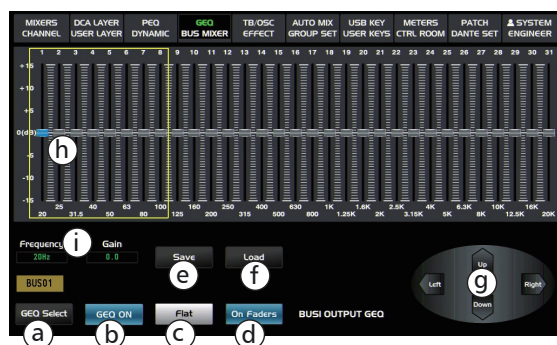 MIXERS DCA LAYER PEQ GEQ TB/OSC AUTO MIX USB KEY METERS PATCH SYSTEM
CHANNEL USER LAYER DYNAMIC BUS MIXER EFFECT GROUP SET USER KEYS CTRL ROOM DANTE SET ENGINEER
1 2 3 4 5 6 7 8 9 10 11 12 13 14 15 16 17 18 19 20 21 22 23 24 25 26 27 28 29 30 31
+15
+10
+5
0(dB)
h
-5
-10
-15
25 40 63 100 160 250 400 630 1K 1.6K 2.5K 4K 6.3K 10K 16K
20 31.5 50 80 125 200 315 500 800 1.25K 2K 3.15K 5K 8K 12.5K 20K
Frequency i Gain
20Hz 0.0
Save Load
e f
Up
Left g Right
Down
BUS01
GEQ Select GEQ ON Flat On Faders BUSI OUTPUT GEQ
a b c d